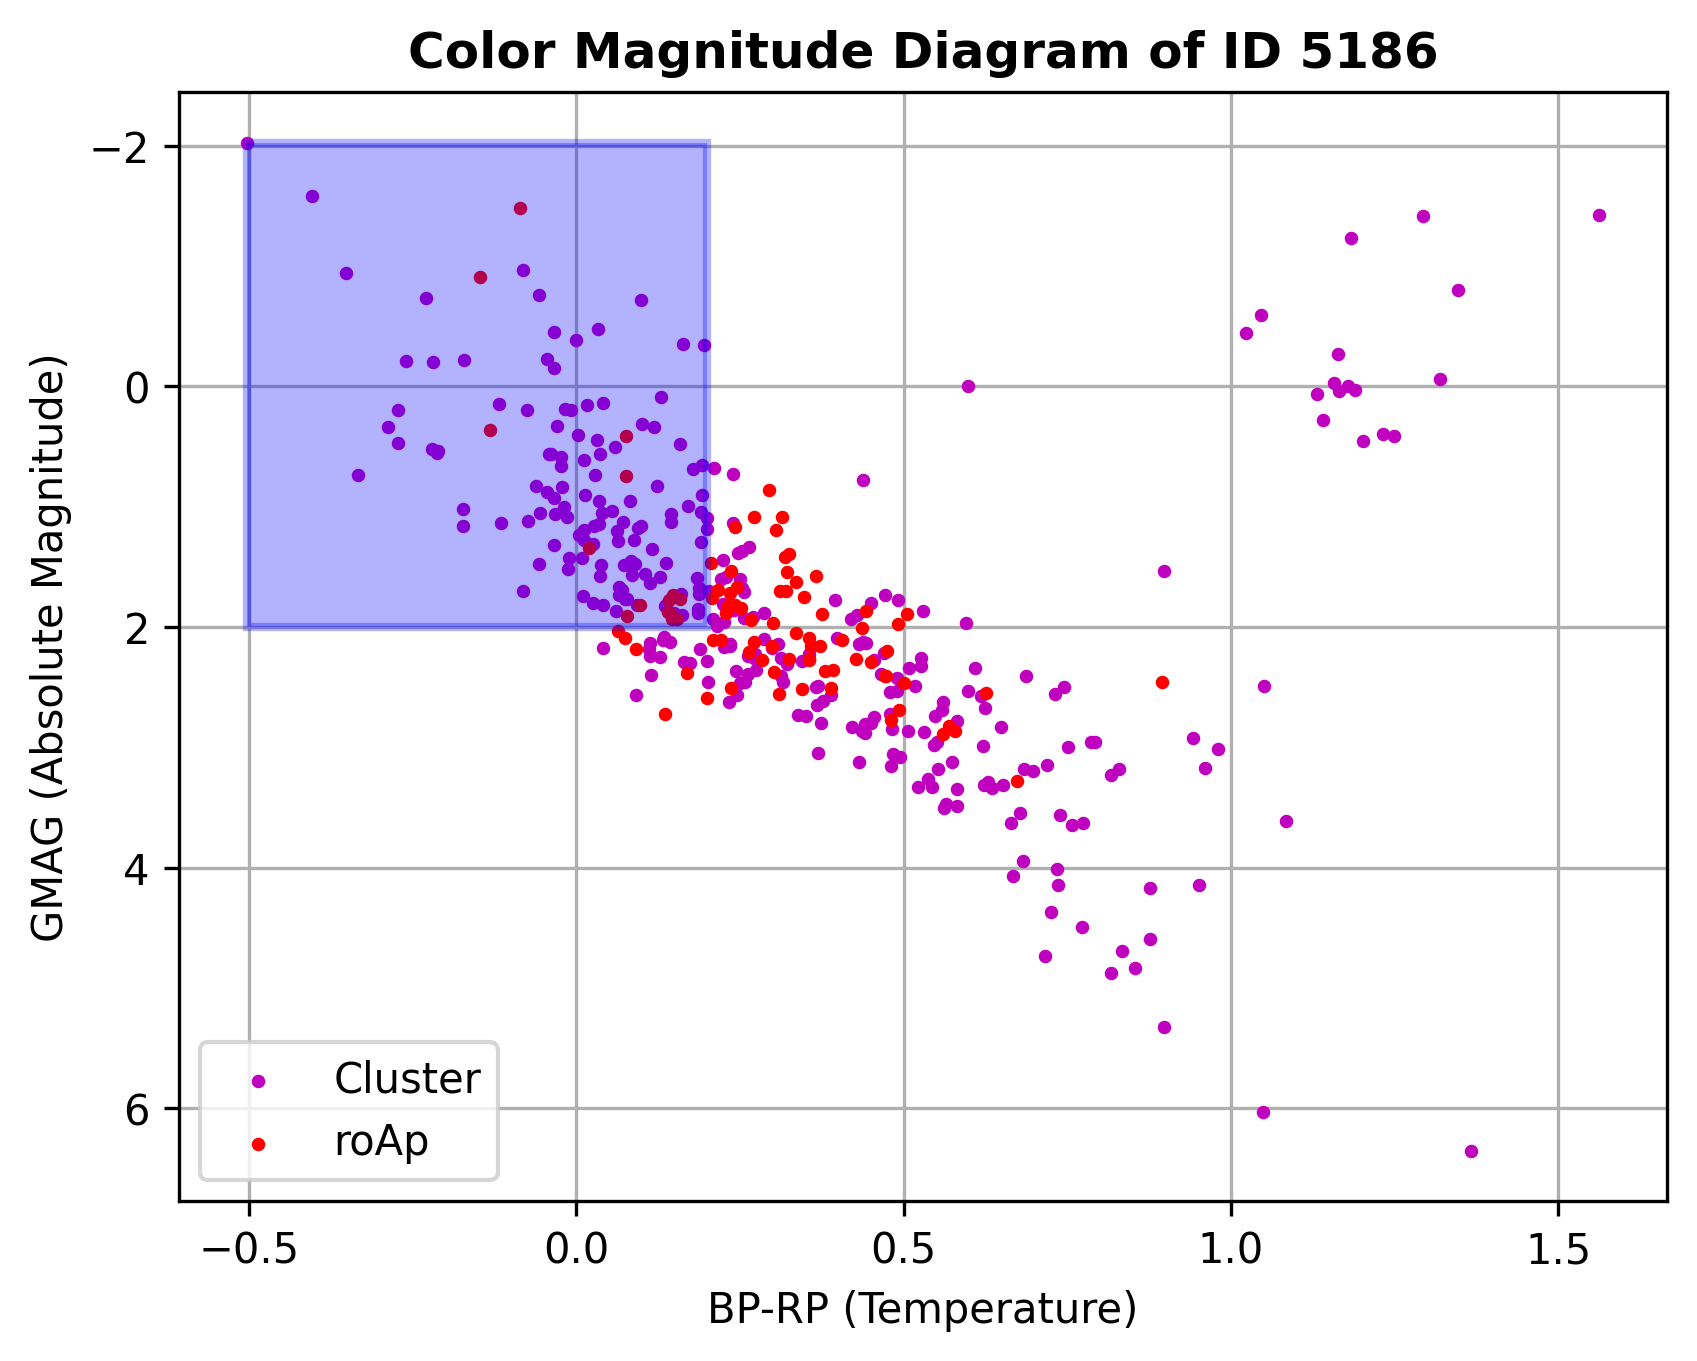 Color Magnitude Diagram of ID 5186
GMAG (Absolute Magnitude)
−2
0
2
4
6
Cluster
roAp
−0.5 0.0 0.5 1.0 1.5
BP-RP (Temperature)